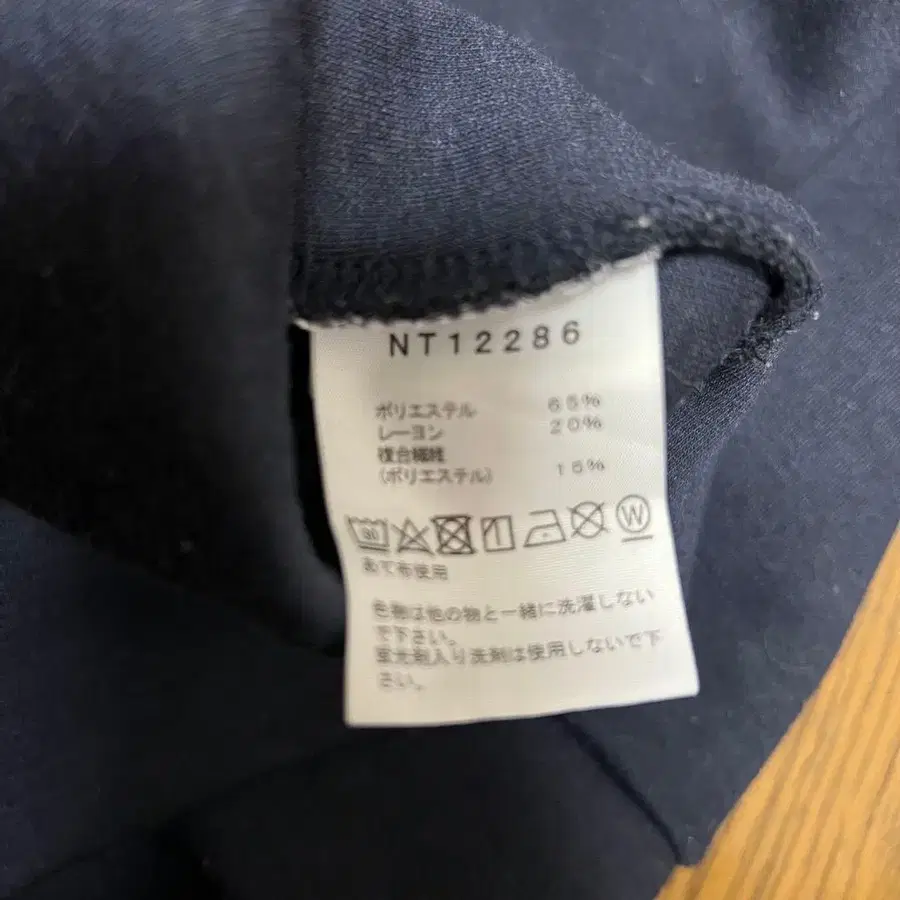 NT12286
ポリエステル 65%
レーヨン 20%
複合繊維
(ポリエステル) 15%
30 W
あて布使用
色物は他の物と一緒に洗濯しない
で下さい。
蛍光剤入り洗剤は使用しないで下
さい。